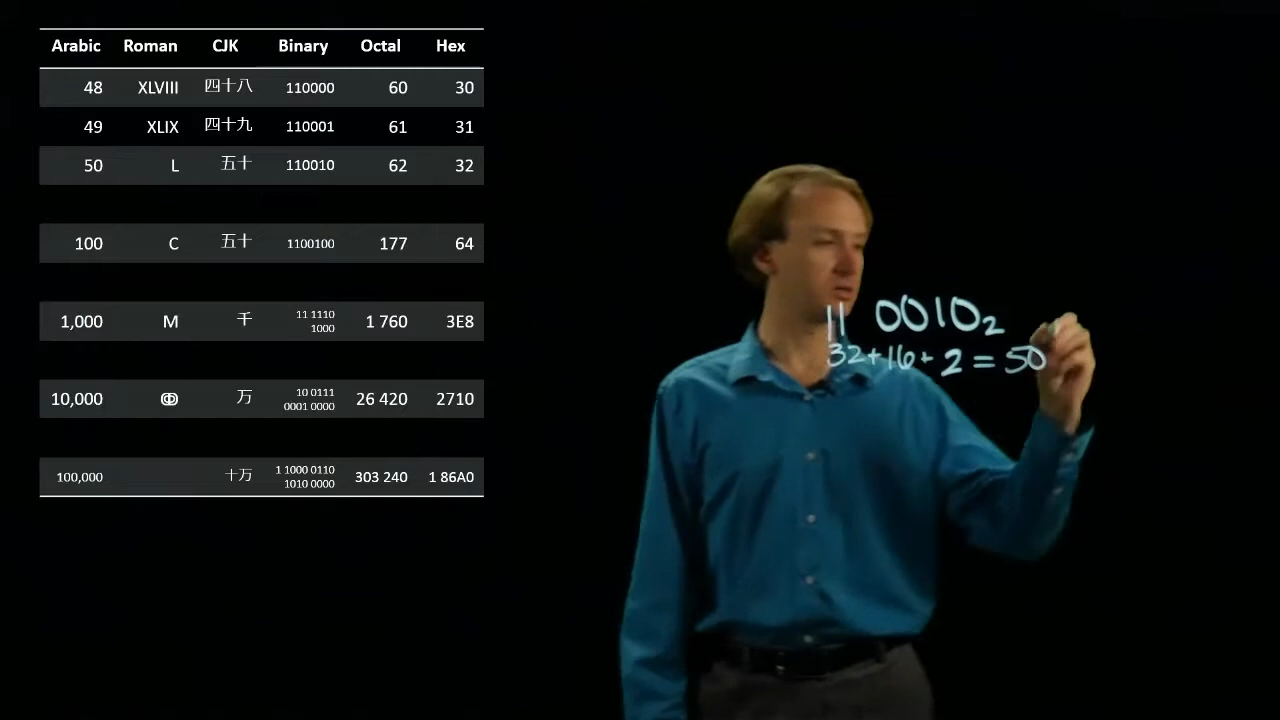 Arabic Roman CJK Binary Octal Hex
48 XLVIII 四十八 110000 60 30
49 XLIX 四十九 110001 61 31
50 L 五十 110010 62 32
100 C 五十 1100100 177 64
1,000 M 千 11 1110 1000 1 760 3E8
10,000 ↂ 万 10 0111 0001 0000 26 420 2710
100,000 十万 1 1000 0110 1010 0000 303 240 1 86A0
11 0010₂
32+16+2=50